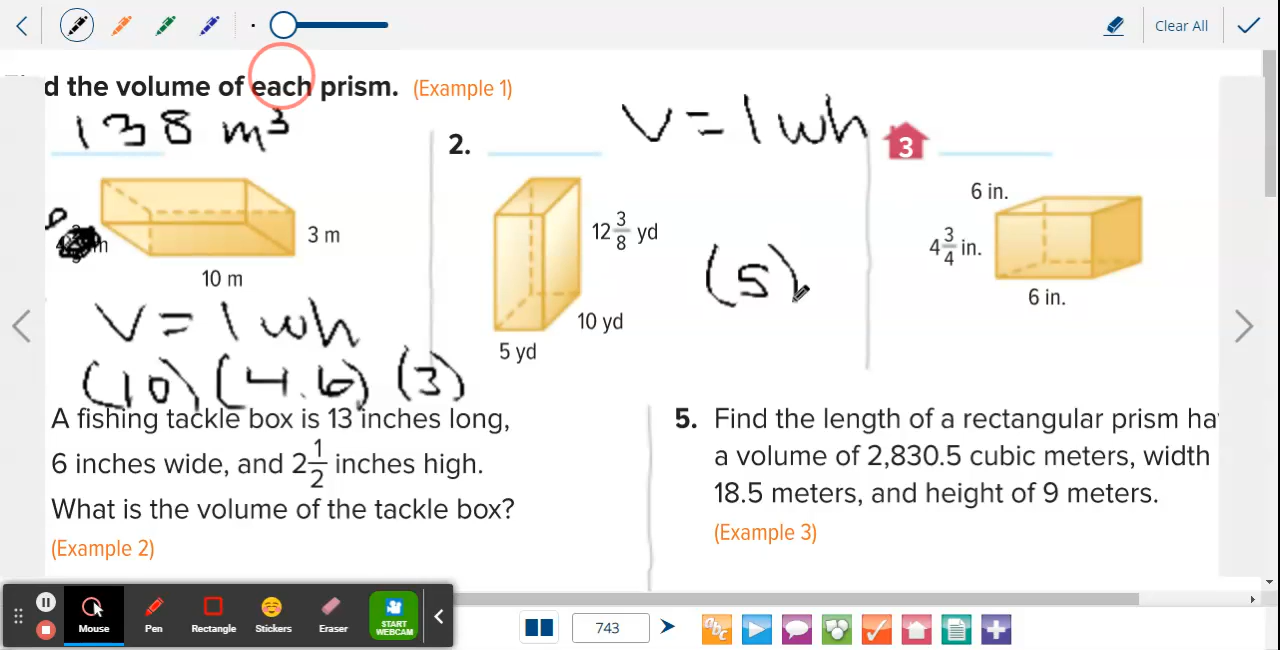 Clear All
d the volume of each prism. (Example 1)
138 m³
2.
V = lwh
3
3 m
10 m
12 3/8 yd
10 yd
5 yd
6 in.
4 3/4 in.
6 in.
(5)
V = lwh
(10) (4.6) (3)
A fishing tackle box is 13 inches long,
6 inches wide, and 2 1/2 inches high.
What is the volume of the tackle box?
(Example 2)
5. Find the length of a rectangular prism ha
a volume of 2,830.5 cubic meters, width
18.5 meters, and height of 9 meters.
(Example 3)
Mouse
Pen
Rectangle
Stickers
Eraser
START
WEBCAM
743
abc